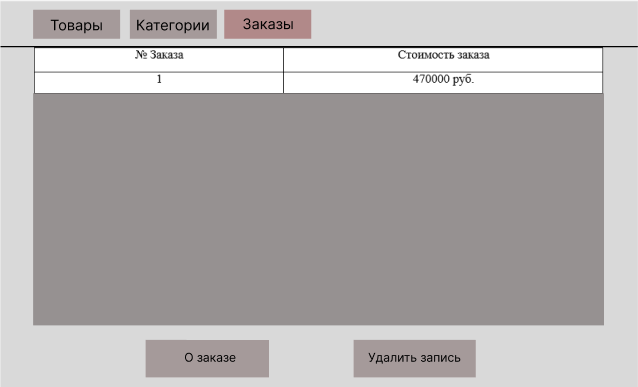 Товары Категории Заказы
№ Заказа Стоимость заказа
1 470000 руб.
О заказе Удалить запись